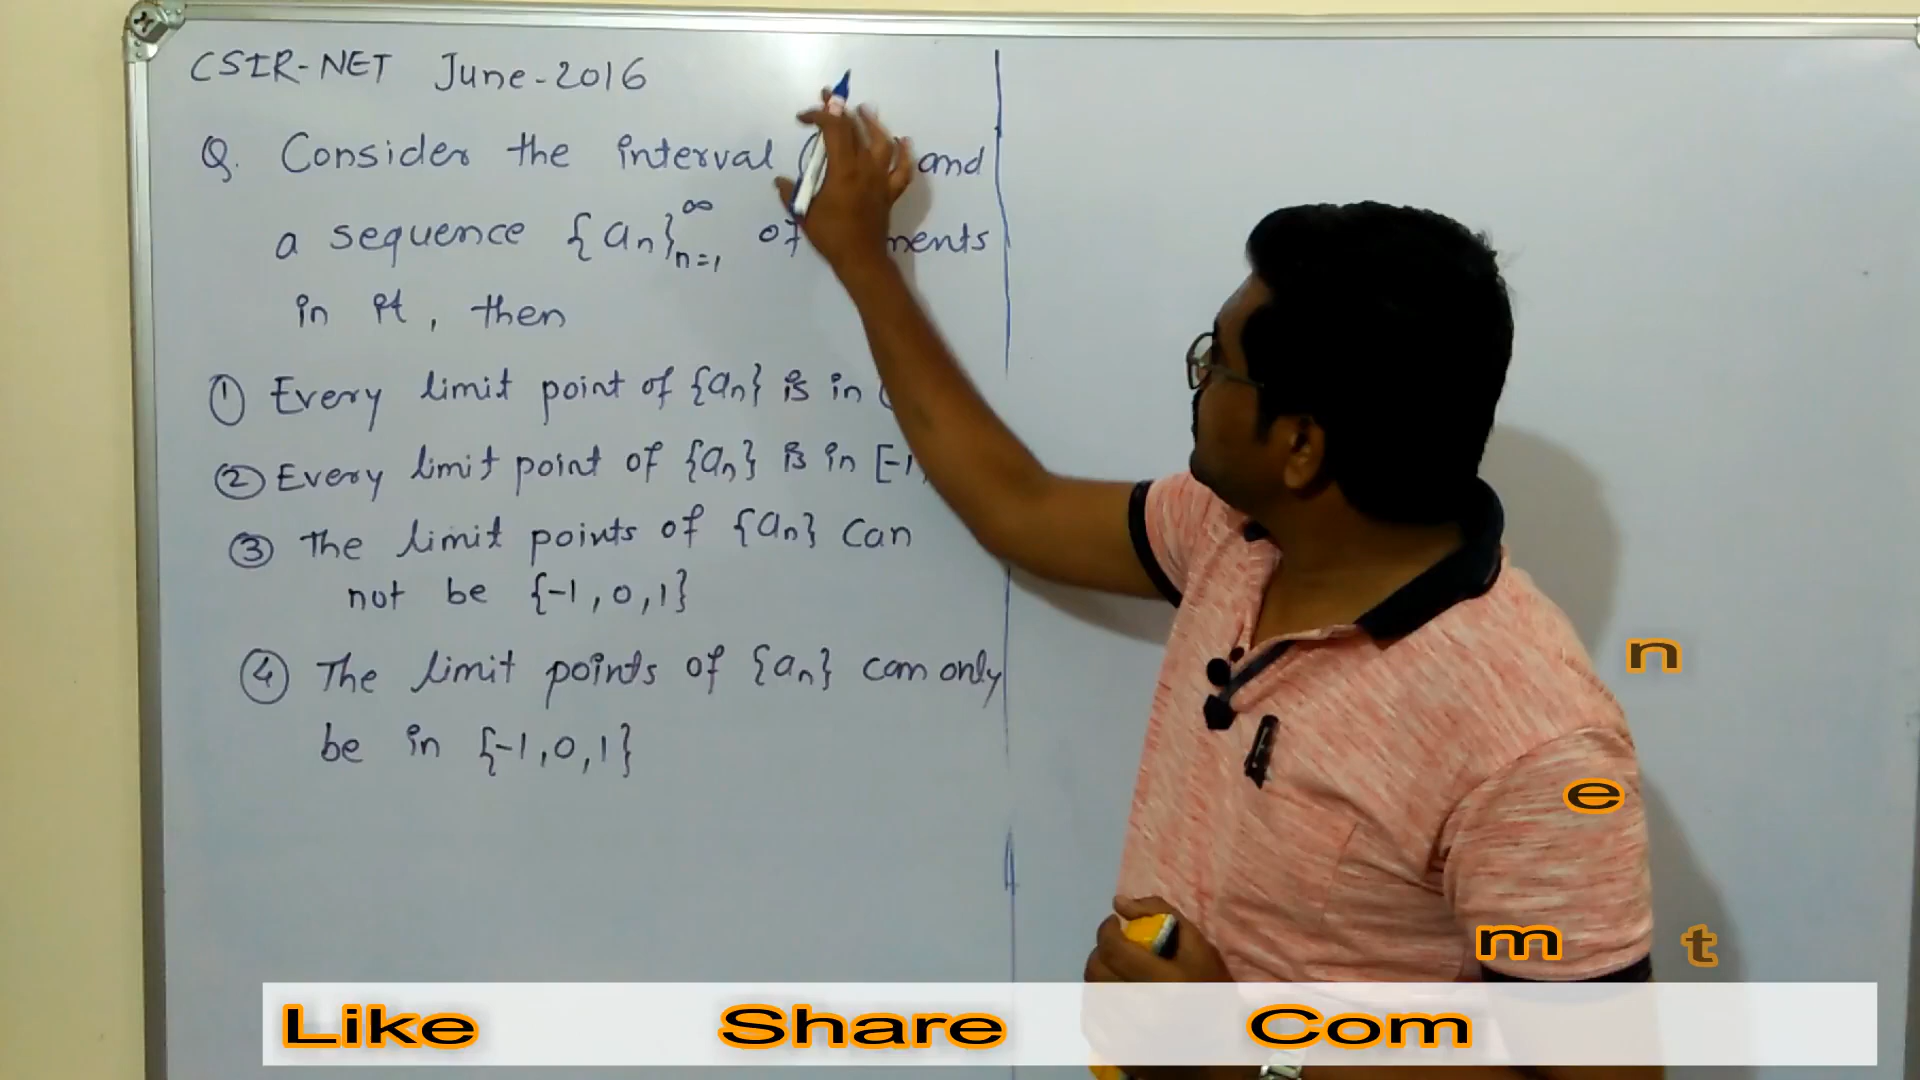 CSIR-NET June-2016
Q. Consider the interval ( and
a sequence {an}∞n=1 of
in it, then
① Every limit point of {an} is in (
② Every limit point of {an} is in [-1,
③ The limit points of {an} can
not be {-1, 0, 1}
④ The limit points of {an} can only
be in {-1, 0, 1}
n
e
m t
Like Share Com